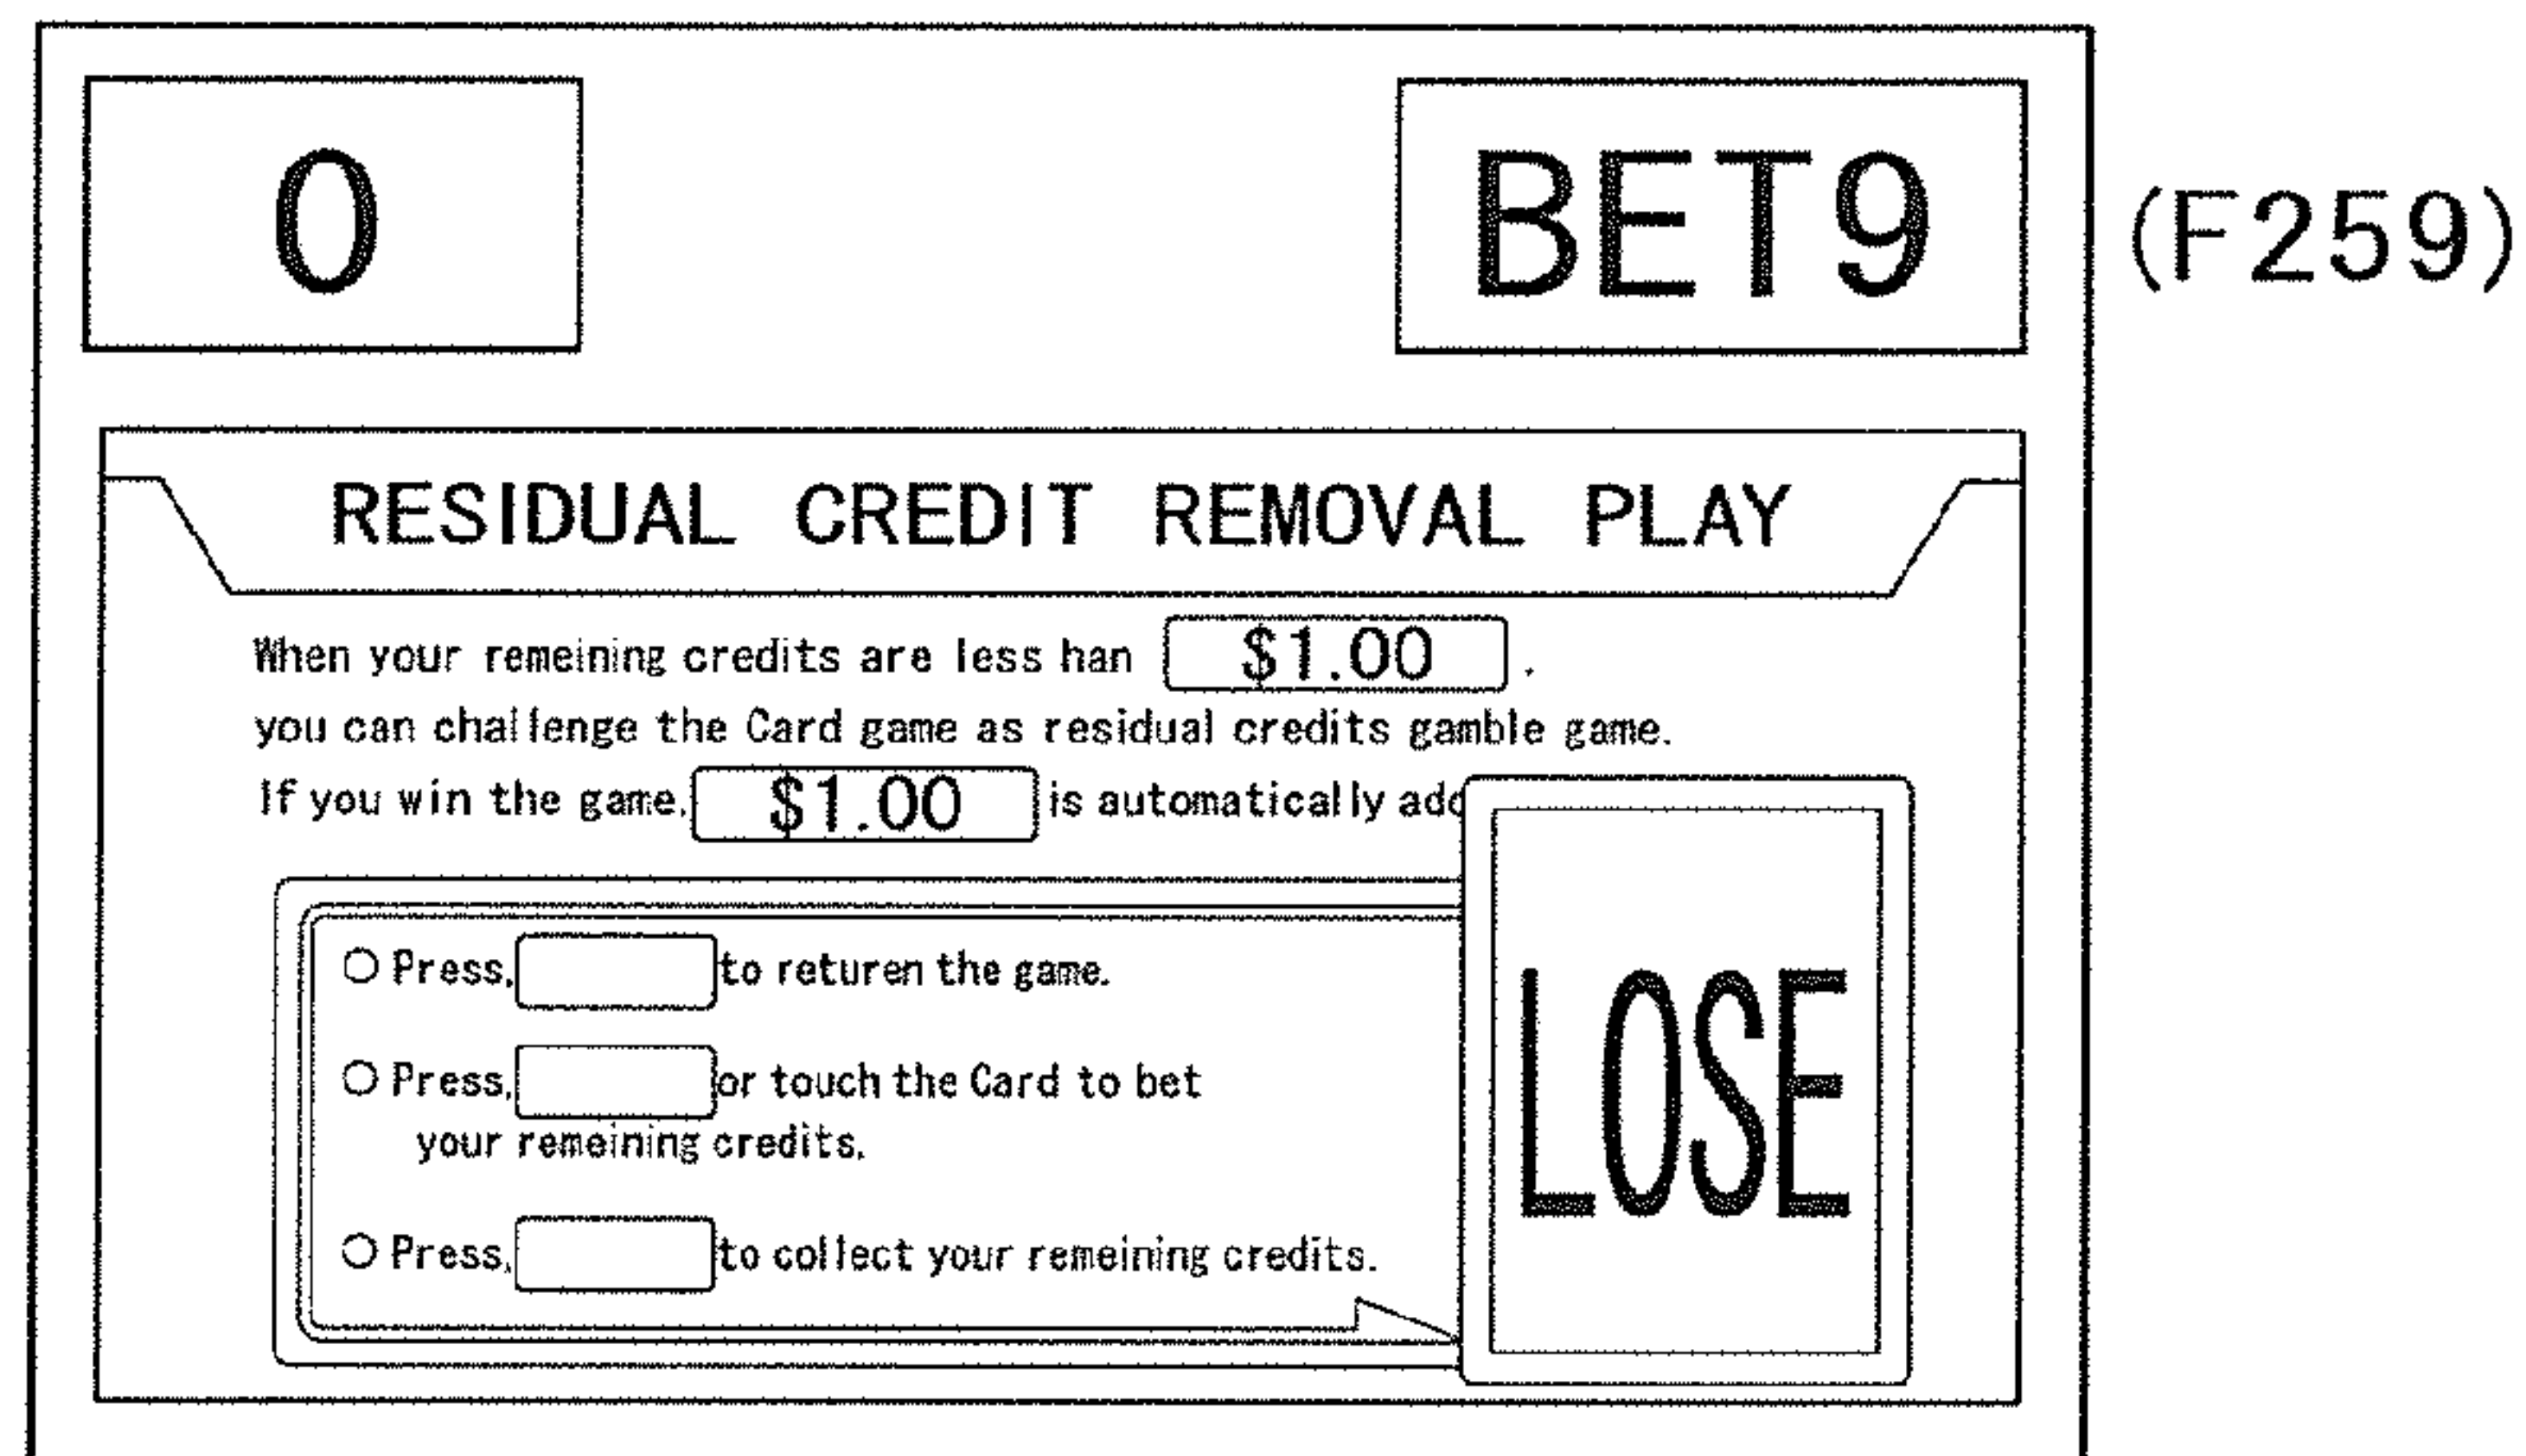 0
BET9
(F259)
RESIDUAL CREDIT REMOVAL PLAY
When your remeining credits are less han $1.00 .
you can challenge the Card game as residual credits gamble game.
If you win the game, $1.00 is automatically add
○ Press, to returen the game.
○ Press, or touch the Card to bet
your remeining credits.
○ Press, to collect your remeining credits.
LOSE